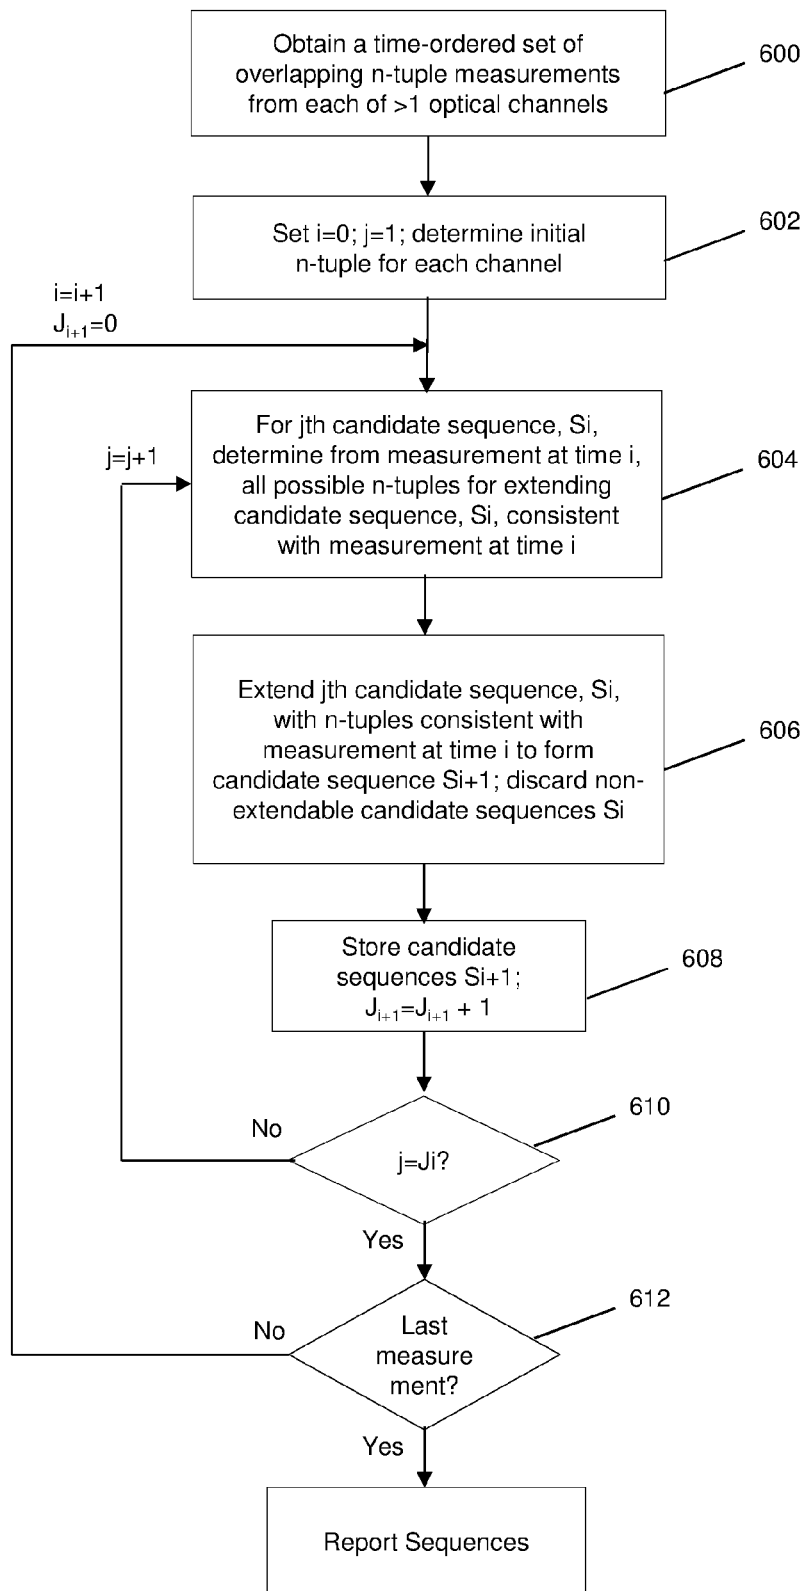 Obtain a time-ordered set of
overlapping n-tuple measurements
from each of >1 optical channels
600
Set i=0; j=1; determine initial
n-tuple for each channel
602
i=i+1
J_{i+1}=0
For jth candidate sequence, Si,
determine from measurement at time i,
all possible n-tuples for extending
candidate sequence, Si, consistent
with measurement at time i
604
j=j+1
Extend jth candidate sequence, Si,
with n-tuples consistent with
measurement at time i to form
candidate sequence Si+1; discard non-
extendable candidate sequences Si
606
Store candidate
sequences Si+1;
J_{i+1}=J_{i+1} + 1
608
j=Ji?
610
No
Yes
Last
measure
ment?
612
No
Yes
Report Sequences